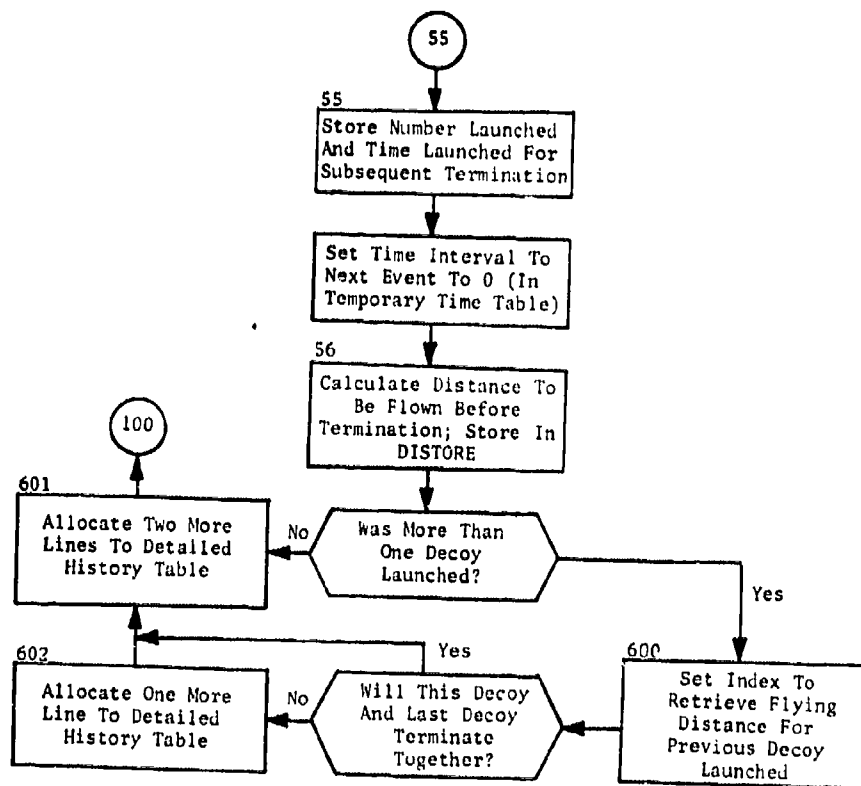 55
55
Store Number Launched
And Time Launched For
Subsequent Termination
Set Time Interval To
Next Event To 0 (In
Temporary Time Table)
56
Calculate Distance To
Be Flown Before
Termination; Store In
DISTORE
100
601
Allocate Two More
Lines To Detailed
History Table
No
Was More Than
One Decoy
Launched?
Yes
Yes
602
Allocate One More
Line To Detailed
History Table
No
Will This Decoy
And Last Decoy
Terminate
Together?
600
Set Index To
Retrieve Flying
Distance For
Previous Decoy
Launched